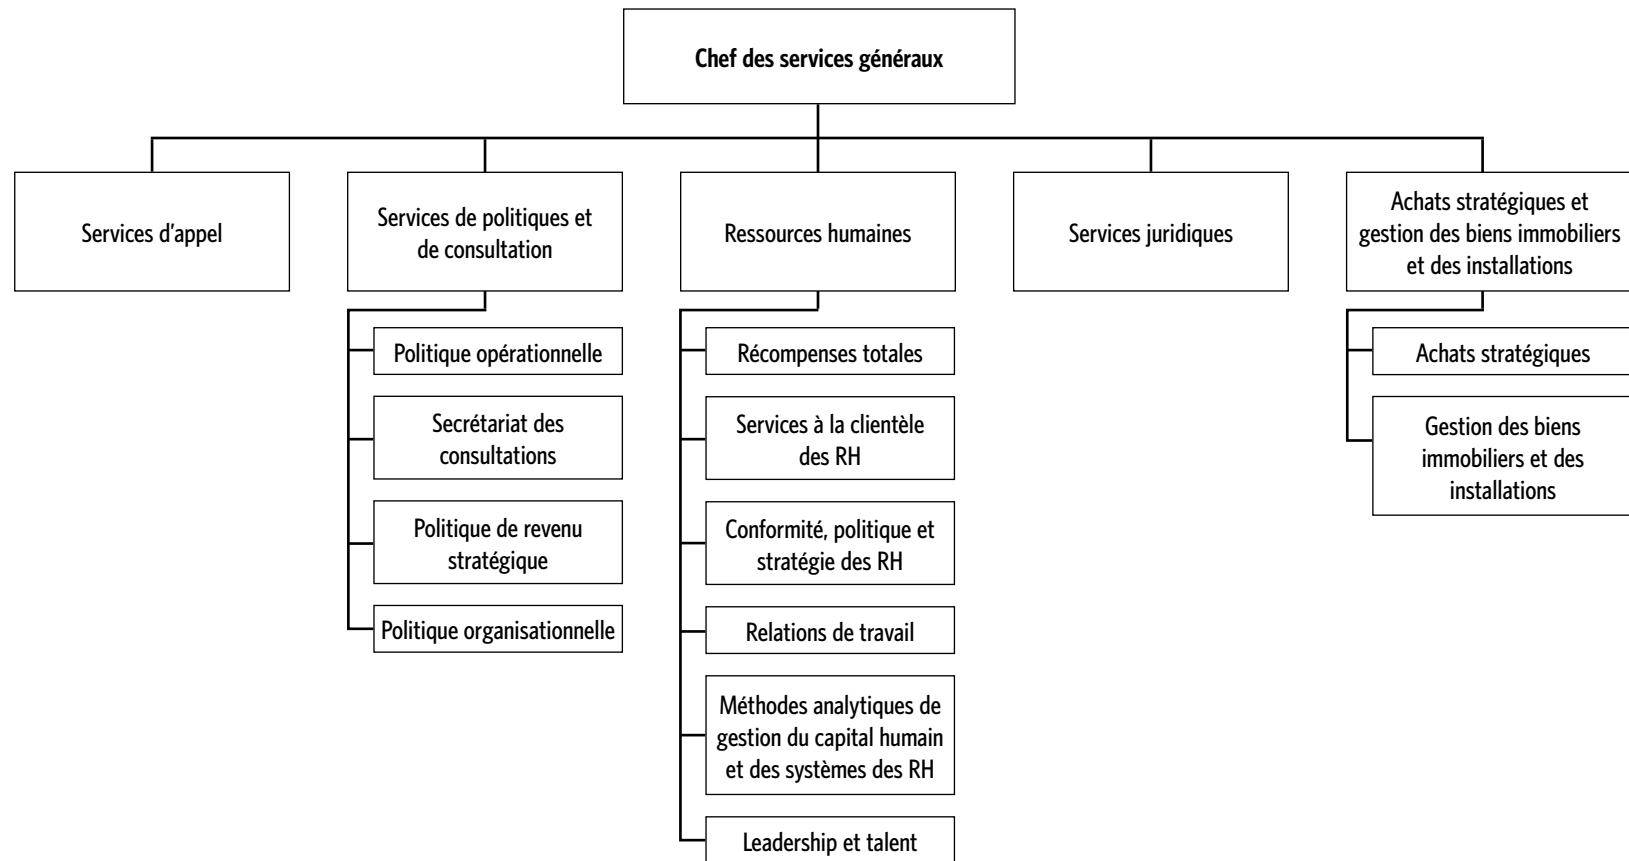 Chef des services généraux
Services d'appel
Services de politiques et
de consultation
Ressources humaines
Services juridiques
Achats stratégiques et
gestion des biens immobiliers
et des installations
Politique opérationnelle
Secrétariat des
consultations
Politique de revenu
stratégique
Politique organisationnelle
Récompenses totales
Services à la clientèle
des RH
Conformité, politique et
stratégie des RH
Relations de travail
Méthodes analytiques de
gestion du capital humain
et des systèmes des RH
Leadership et talent
Achats stratégiques
Gestion des biens
immobiliers et des
installations